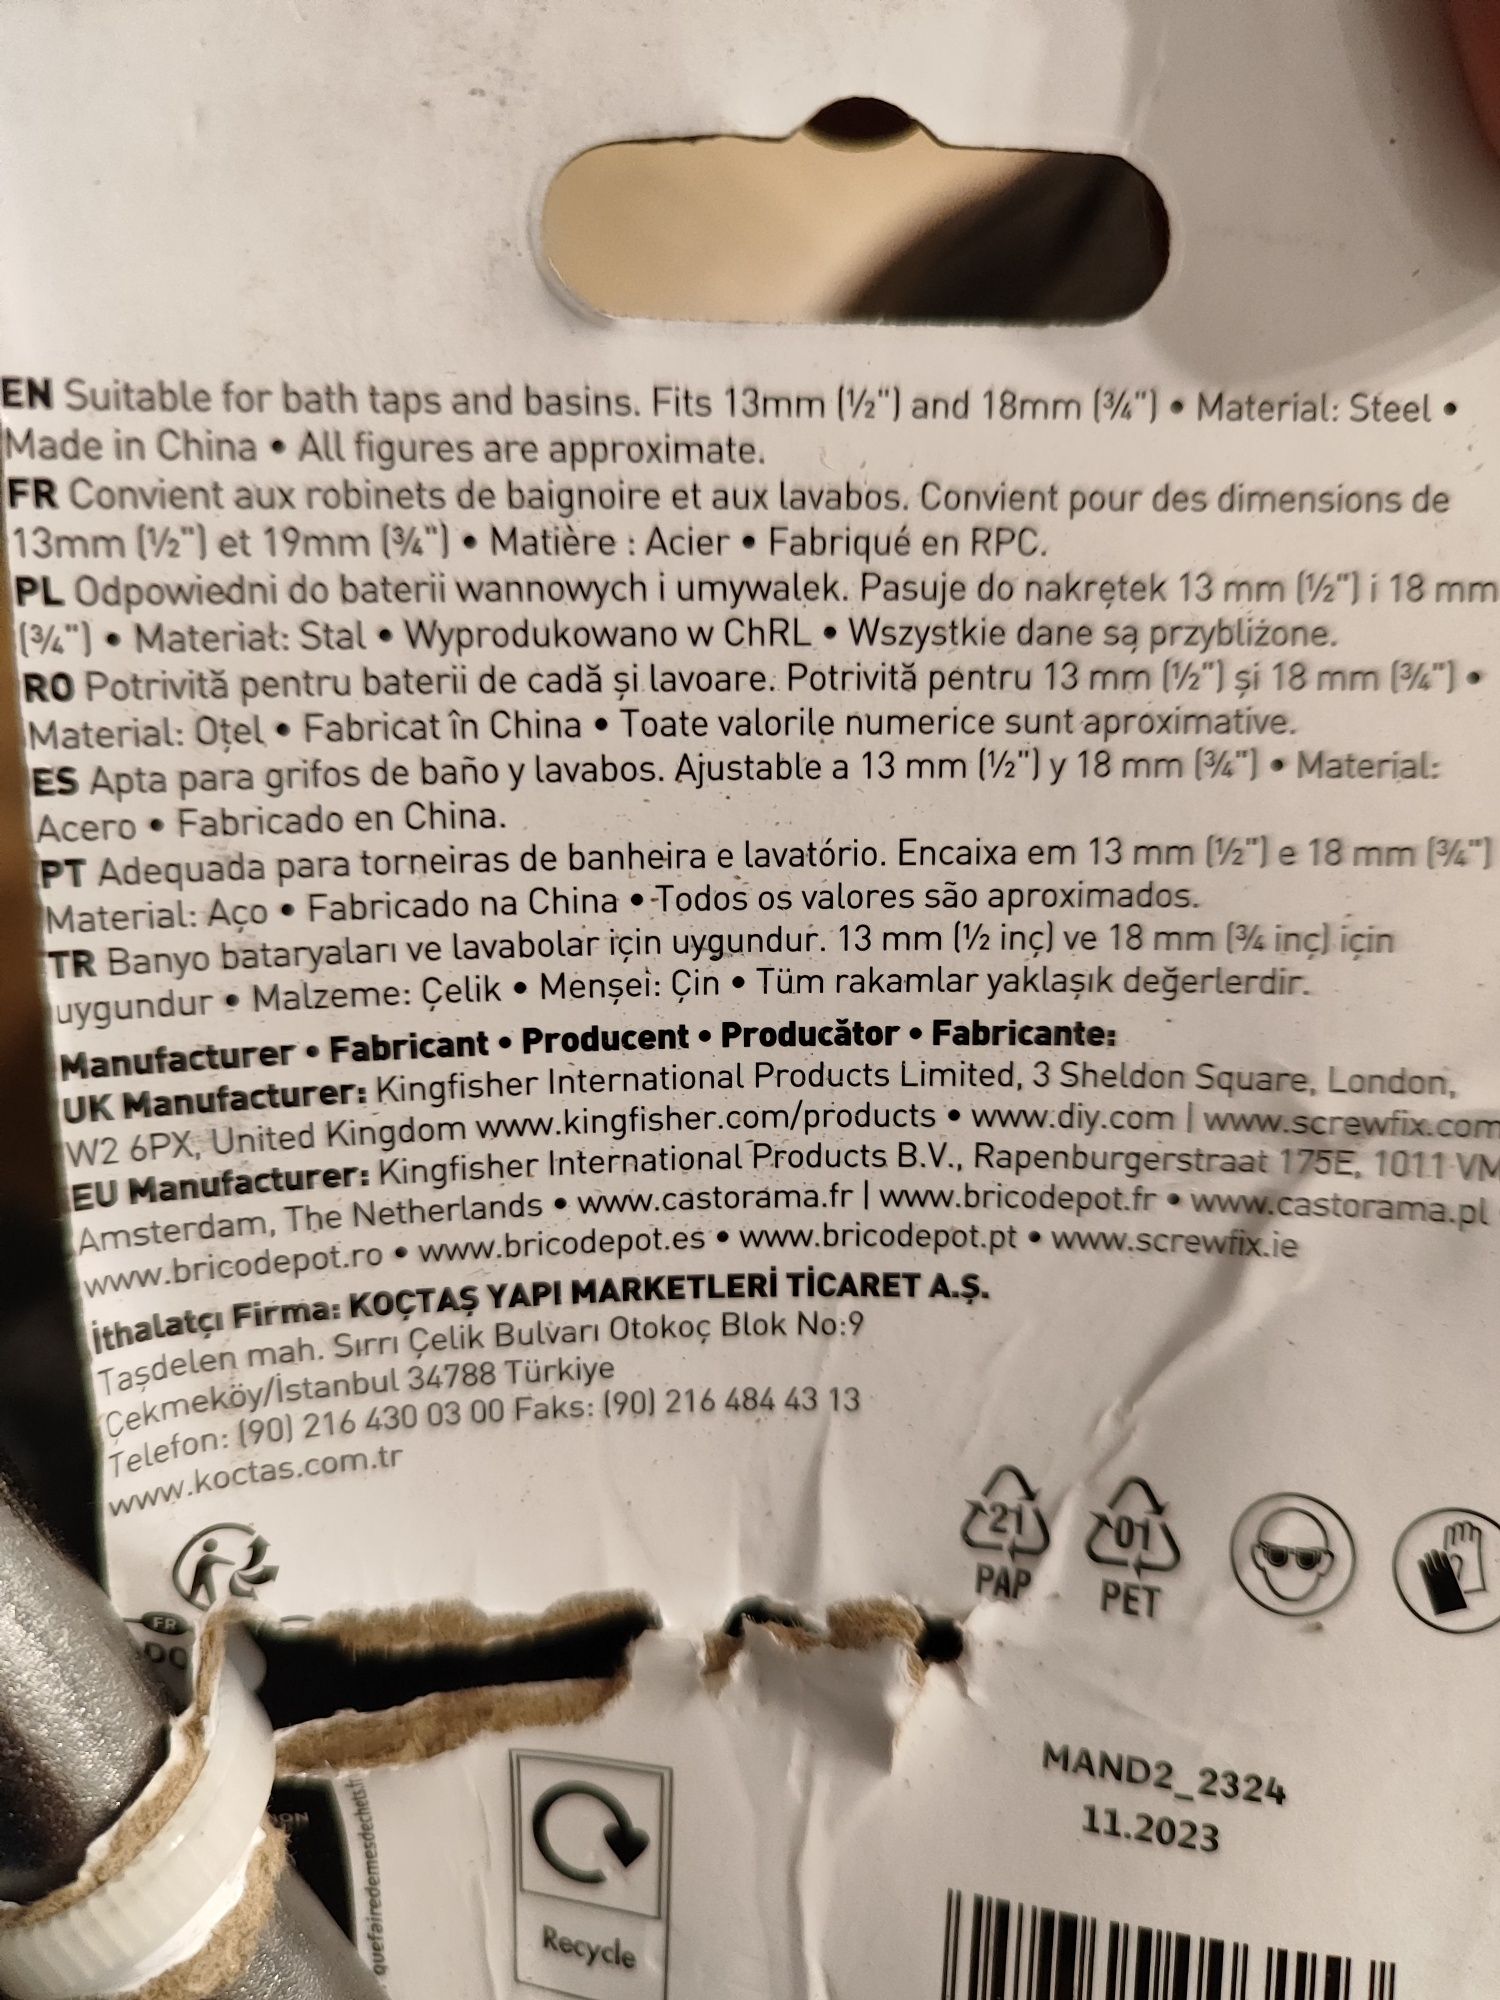 EN Suitable for bath taps and basins. Fits 13mm (½") and 18mm (¾") • Material: Steel •
Made in China • All figures are approximate.
FR Convient aux robinets de baignoire et aux lavabos. Convient pour des dimensions de
13mm (½") et 19mm (¾") • Matière : Acier • Fabriqué en RPC.
PL Odpowiedni do baterii wannowych i umywalek. Pasuje do nakrętek 13 mm (½") i 18 mm
(¾") • Materiał: Stal • Wyprodukowano w ChRL • Wszystkie dane są przybliżone.
RO Potrivită pentru baterii de cadă și lavoare. Potrivită pentru 13 mm (½") și 18 mm (¾") •
Material: Oțel • Fabricat în China • Toate valorile numerice sunt aproximative.
ES Apta para grifos de baño y lavabos. Ajustable a 13 mm (½") y 18 mm (¾") • Material:
Acero • Fabricado en China.
PT Adequada para torneiras de banheira e lavatório. Encaixa em 13 mm (½") e 18 mm (¾")
Material: Aço • Fabricado na China • Todos os valores são aproximados.
TR Banyo bataryaları ve lavabolar için uygundur. 13 mm (½ inç) ve 18 mm (¾ inç) için
uygundur • Malzeme: Çelik • Menşei: Çin • Tüm rakamlar yaklaşık değerlerdir.
Manufacturer • Fabricant • Producent • Producător • Fabricante:
UK Manufacturer: Kingfisher International Products Limited, 3 Sheldon Square, London,
W2 6PX, United Kingdom www.kingfisher.com/products • www.diy.com | www.screwfix.com
EU Manufacturer: Kingfisher International Products B.V., Rapenburgerstraat 175E, 1011 VM
Amsterdam, The Netherlands • www.castorama.fr | www.bricodepot.fr • www.castorama.pl
www.bricodepot.ro • www.bricodepot.es • www.bricodepot.pt • www.screwfix.ie
İthalatçı Firma: KOÇTAŞ YAPI MARKETLERİ TİCARET A.Ş.
Taşdelen mah. Sırrı Çelik Bulvarı Otokoç Blok No:9
Çekmeköy/İstanbul 34788 Türkiye
Telefon: (90) 216 430 03 00 Faks: (90) 216 484 43 13
www.koctas.com.tr
21
PAP
01
PET
FR
quefairedemesdechets.fr
Recycle
MAND2_2324
11.2023